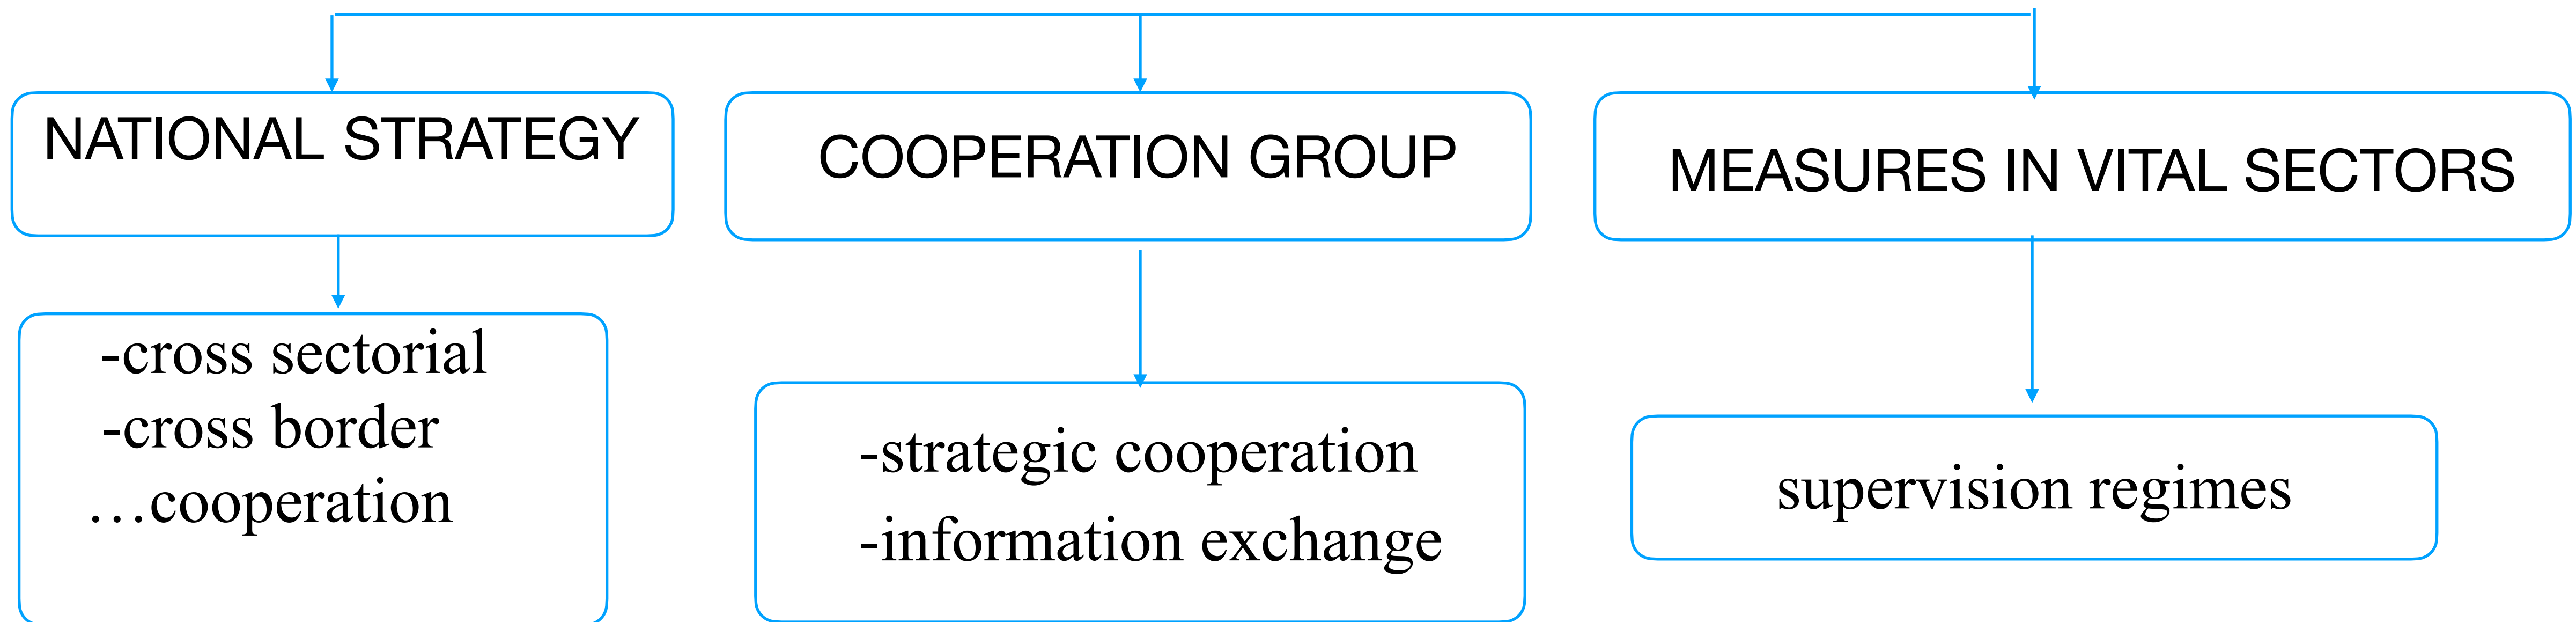 NATIONAL STRATEGY
COOPERATION GROUP
MEASURES IN VITAL SECTORS
-cross sectorial
-cross border
…cooperation
-strategic cooperation
-information exchange
supervision regimes